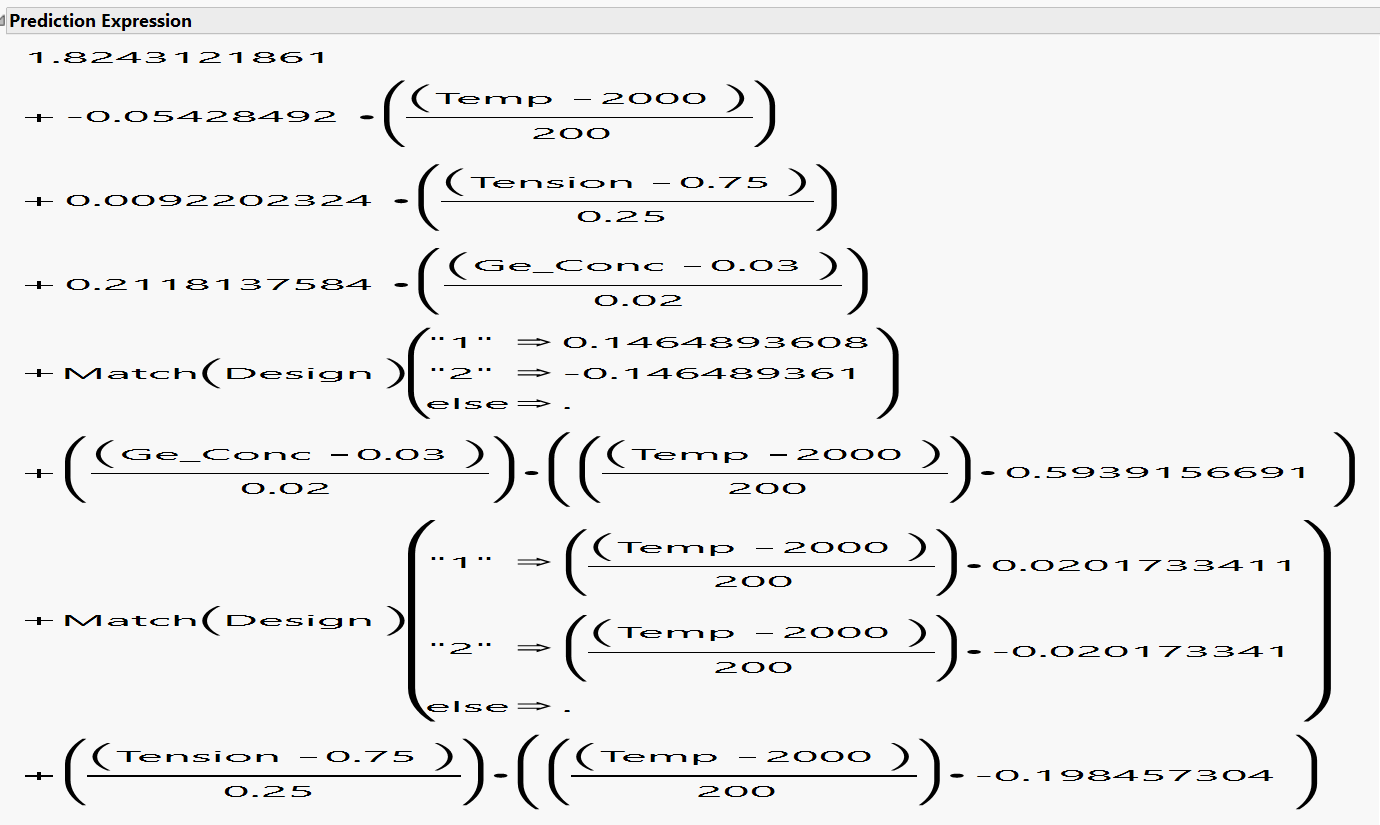 Prediction Expression
1.8243121861
+ -0.05428492 • ((Temp - 2000) / 200)
+ 0.0092202324 • ((Tension - 0.75) / 0.25)
+ 0.2118137584 • ((Ge_Conc - 0.03) / 0.02)
+ Match(Design) ("1" ⇒ 0.1464893608
"2" ⇒ -0.146489361
else ⇒ .)
+ ((Ge_Conc - 0.03) / 0.02) • (((Temp - 2000) / 200) • 0.5939156691)
+ Match(Design) ("1" ⇒ ((Temp - 2000) / 200) • 0.0201733411
"2" ⇒ ((Temp - 2000) / 200) • -0.020173341
else ⇒ .)
+ ((Tension - 0.75) / 0.25) • (((Temp - 2000) / 200) • -0.198457304)